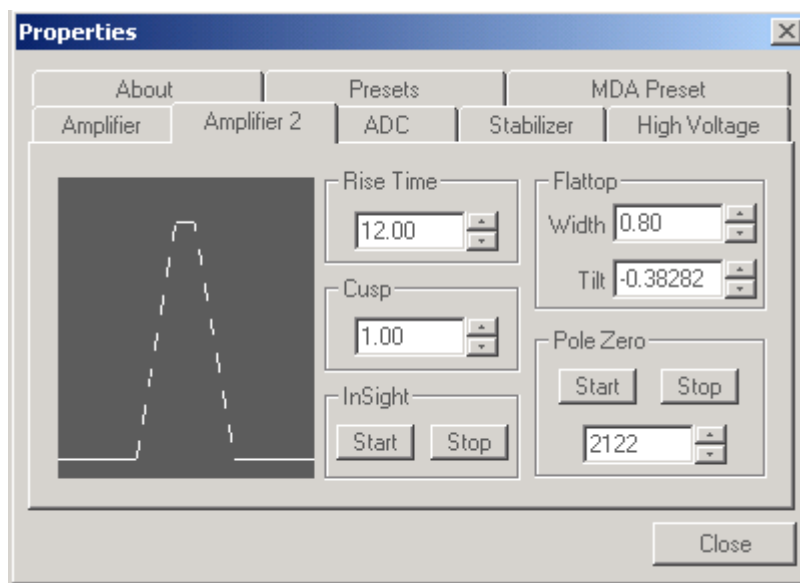 Properties
About Presets MDA Preset
Amplifier Amplifier 2 ADC Stabilizer High Voltage
Rise Time
12.00
Cusp
1.00
InSight
Start Stop
Flattop
Width 0.80
Tilt -0.38282
Pole Zero
Start Stop
2122
Close